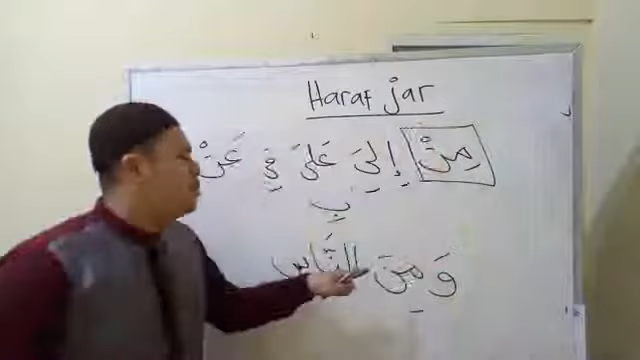 Haraf jar
مِنْ إِلَى عَلَى فِي عَنْ
بِ
وَمِنَ النَّاسِ